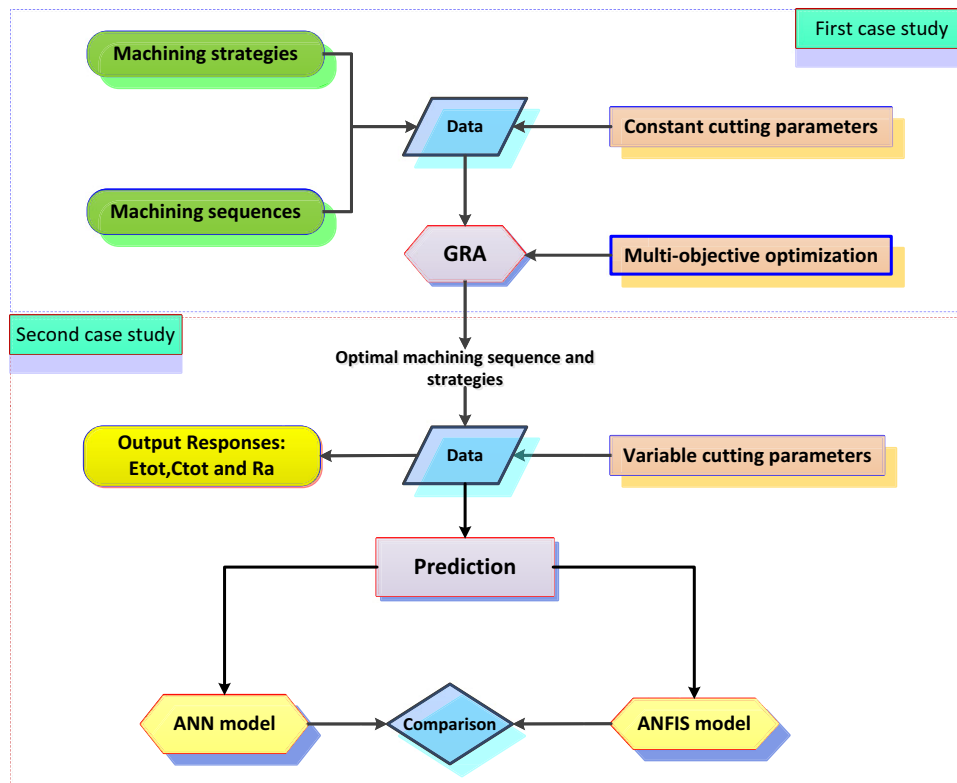 First case study
Machining strategies
Data
Constant cutting parameters
Machining sequences
GRA
Multi-objective optimization
Second case study
Optimal machining sequence and
strategies
Output Responses:
Etot,Ctot and Ra
Data
Variable cutting parameters
Prediction
ANN model
Comparison
ANFIS model